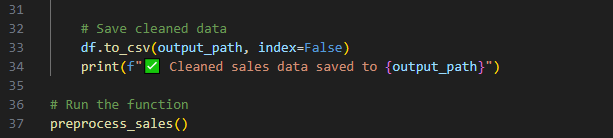 31
32 # Save cleaned data
33 df.to_csv(output_path, index=False)
34 print(f"✅ Cleaned sales data saved to {output_path}")
35
36 # Run the function
37 preprocess_sales()